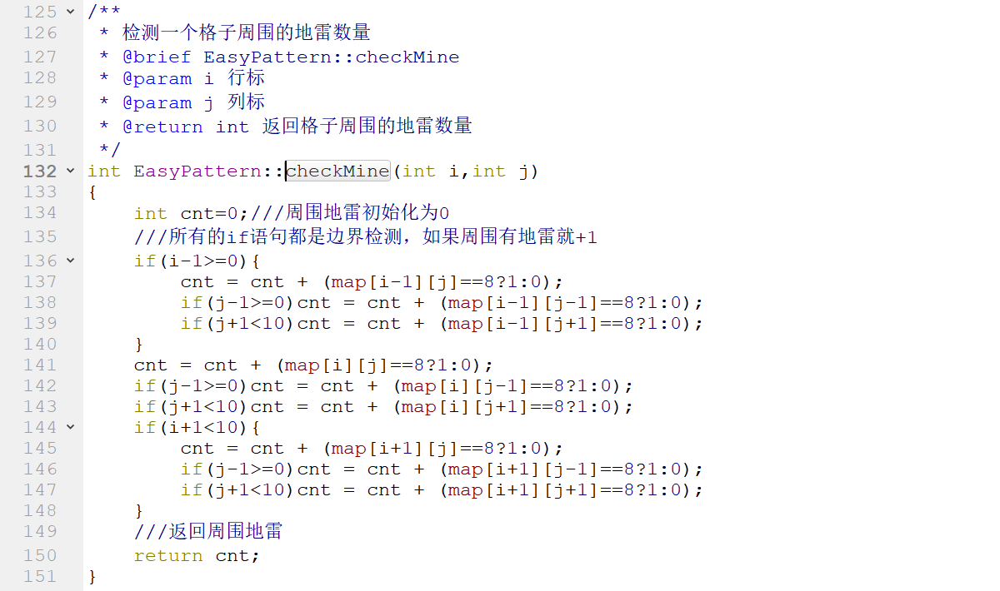 125 /**
126  * 检测一个格子周围的地雷数量
127  * @brief EasyPattern::checkMine
128  * @param i 行标
129  * @param j 列标
130  * @return int 返回格子周围的地雷数量
131  */
132 int EasyPattern::checkMine(int i,int j)
133 {
134     int cnt=0;///周围地雷初始化为0
135     ///所有的if语句都是边界检测，如果周围有地雷就+1
136     if(i-1>=0){
137         cnt = cnt + (map[i-1][j]==8?1:0);
138         if(j-1>=0)cnt = cnt + (map[i-1][j-1]==8?1:0);
139         if(j+1<10)cnt = cnt + (map[i-1][j+1]==8?1:0);
140     }
141     cnt = cnt + (map[i][j]==8?1:0);
142     if(j-1>=0)cnt = cnt + (map[i][j-1]==8?1:0);
143     if(j+1<10)cnt = cnt + (map[i][j+1]==8?1:0);
144     if(i+1<10){
145         cnt = cnt + (map[i+1][j]==8?1:0);
146         if(j-1>=0)cnt = cnt + (map[i+1][j-1]==8?1:0);
147         if(j+1<10)cnt = cnt + (map[i+1][j+1]==8?1:0);
148     }
149     ///返回周围地雷
150     return cnt;
151 }